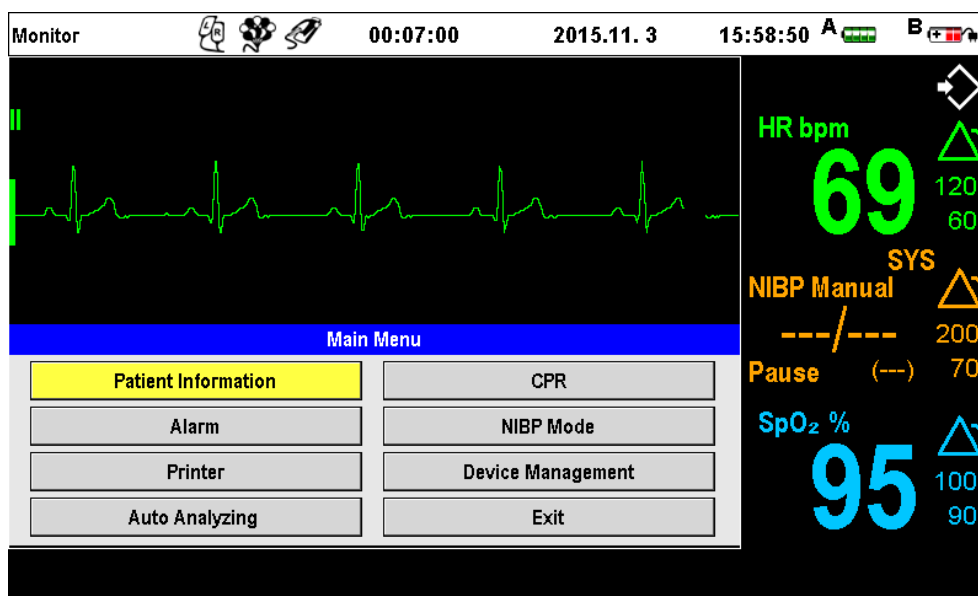 Monitor L R 00:07:00 2015.11. 3 15:58:50 A B
II
HR bpm
69
120
60
SYS
NIBP Manual
---/---
200
Pause (---) 70
SpO₂ %
95
100
90
Main Menu
Patient Information CPR
Alarm NIBP Mode
Printer Device Management
Auto Analyzing Exit